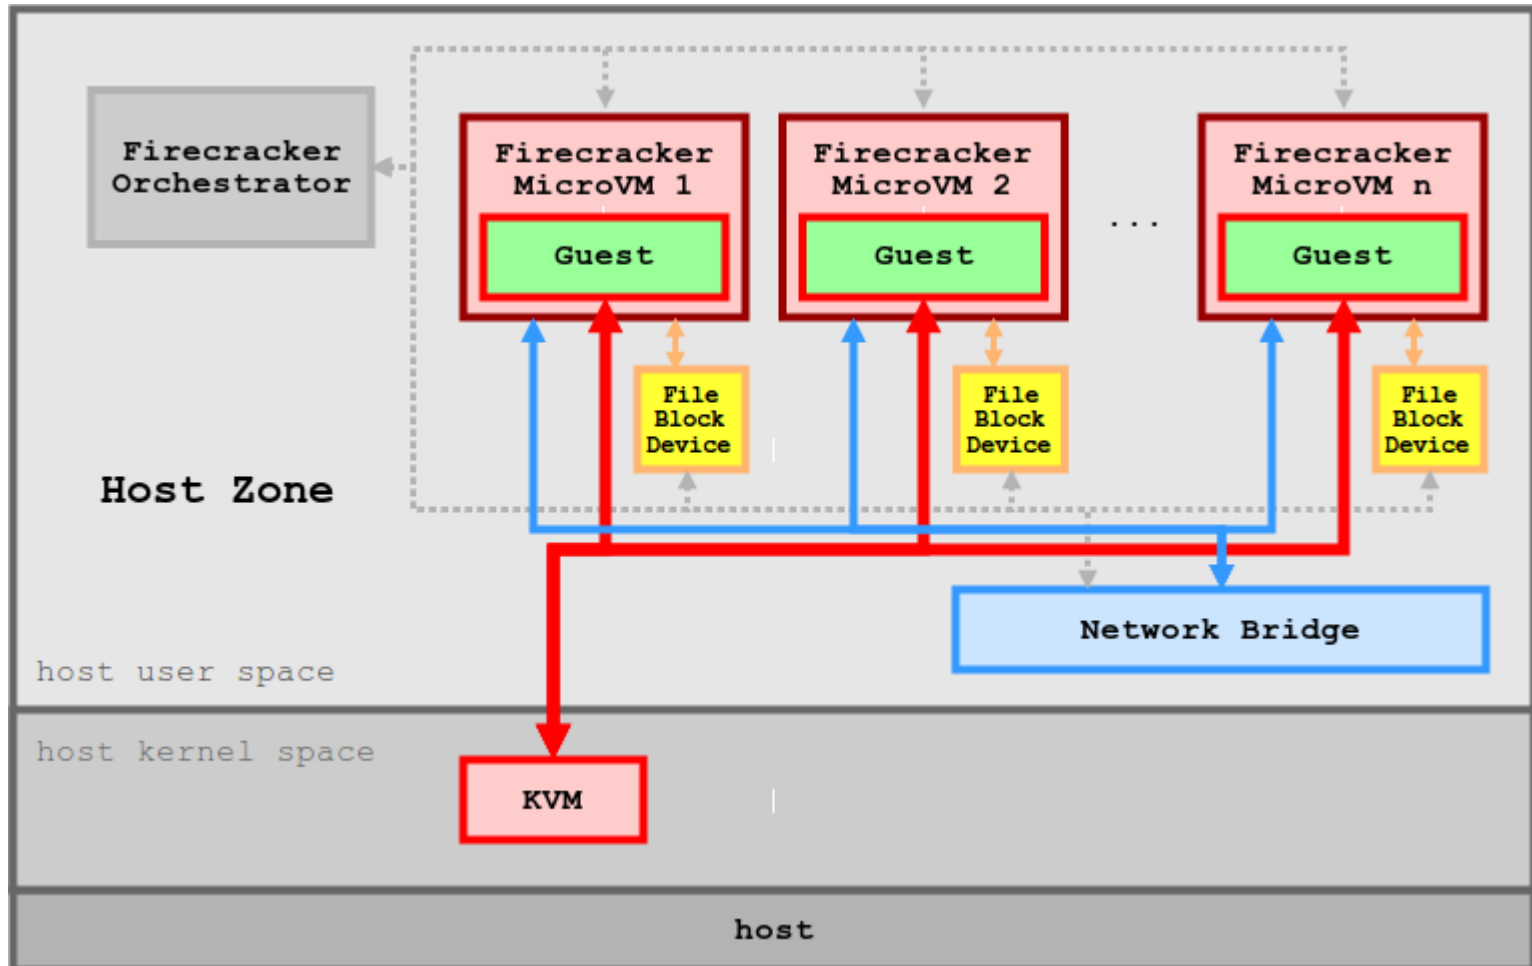 Firecracker
Orchestrator
Firecracker
MicroVM 1
Guest
Firecracker
MicroVM 2
Guest
...
Firecracker
MicroVM n
Guest
File
Block
Device
File
Block
Device
File
Block
Device
Host Zone
Network Bridge
host user space
host kernel space
KVM
host